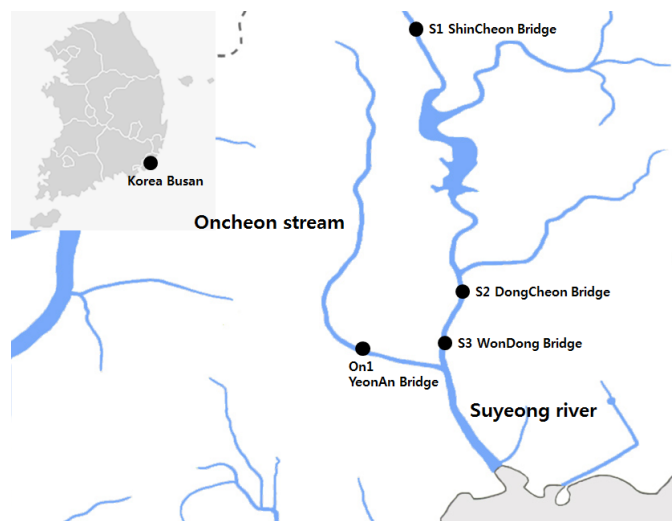 S1 ShinCheon Bridge
Korea Busan
Oncheon stream
S2 DongCheon Bridge
S3 WonDong Bridge
On1
YeonAn Bridge
Suyeong river